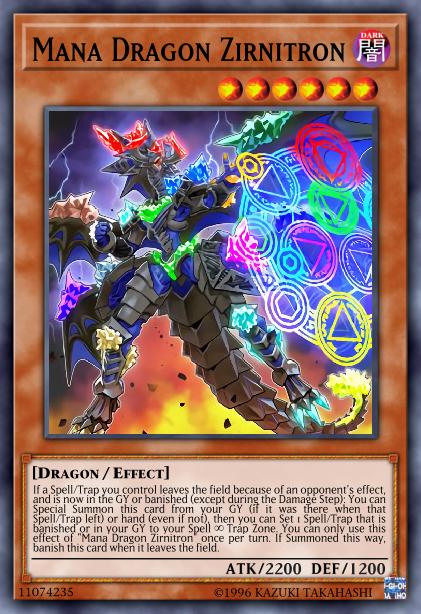 Mana Dragon Zirnitron
DARK
闇
[Dragon / Effect]
If a Spell/Trap you control leaves the field because of an opponent's effect,
and is now in the GY or banished (except during the Damage Step): You can
Special Summon this card from your GY (if it was there when that
Spell/Trap left) or hand (even if not), then you can Set 1 Spell/Trap that is
banished or in your GY to your Spell ∞ Trap Zone. You can only use this
effect of "Mana Dragon Zirnitron" once per turn. If Summoned this way,
banish this card when it leaves the field.
ATK/2200 DEF/1200
11074235
©1996 KAZUKI TAKAHASHI